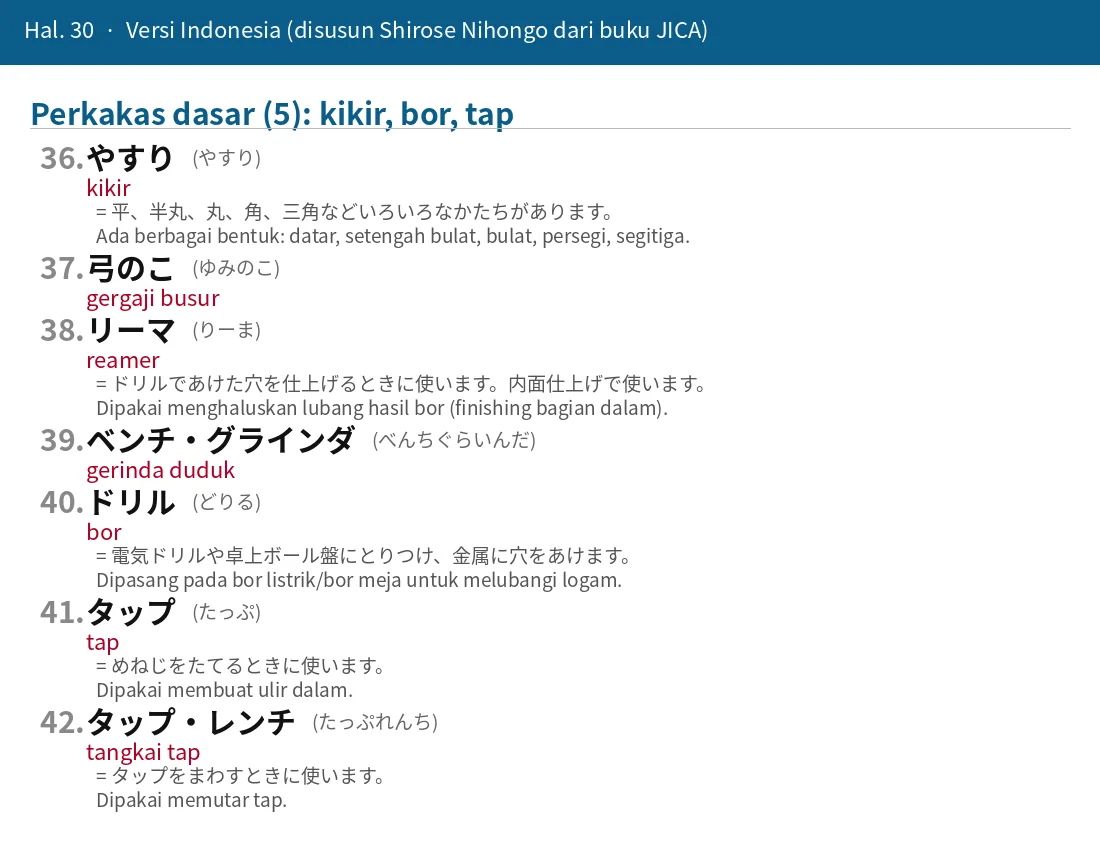 Hal. 30 · Versi Indonesia (disusun Shirose Nihongo dari buku JICA)
Perkakas dasar (5): kikir, bor, tap
36. やすり (やすり)
kikir
= 平、半丸、丸、角、三角などいろいろなかたちがあります。
Ada berbagai bentuk: datar, setengah bulat, bulat, persegi, segitiga.
37. 弓のこ (ゆみのこ)
gergaji busur
38. リーマ (りーま)
reamer
= ドリルであけた穴を仕上げるときに使います。内面仕上げで使います。
Dipakai menghaluskan lubang hasil bor (finishing bagian dalam).
39. ベンチ・グラインダ (べんちぐらいんだ)
gerinda duduk
40. ドリル (どりる)
bor
= 電気ドリルや卓上ボール盤にとりつけ、金属に穴をあけます。
Dipasang pada bor listrik/bor meja untuk melubangi logam.
41. タップ (たっぷ)
tap
= めねじをたてるときに使います。
Dipakai membuat ulir dalam.
42. タップ・レンチ (たっぷれんち)
tangkai tap
= タップをまわすときに使います。
Dipakai memutar tap.